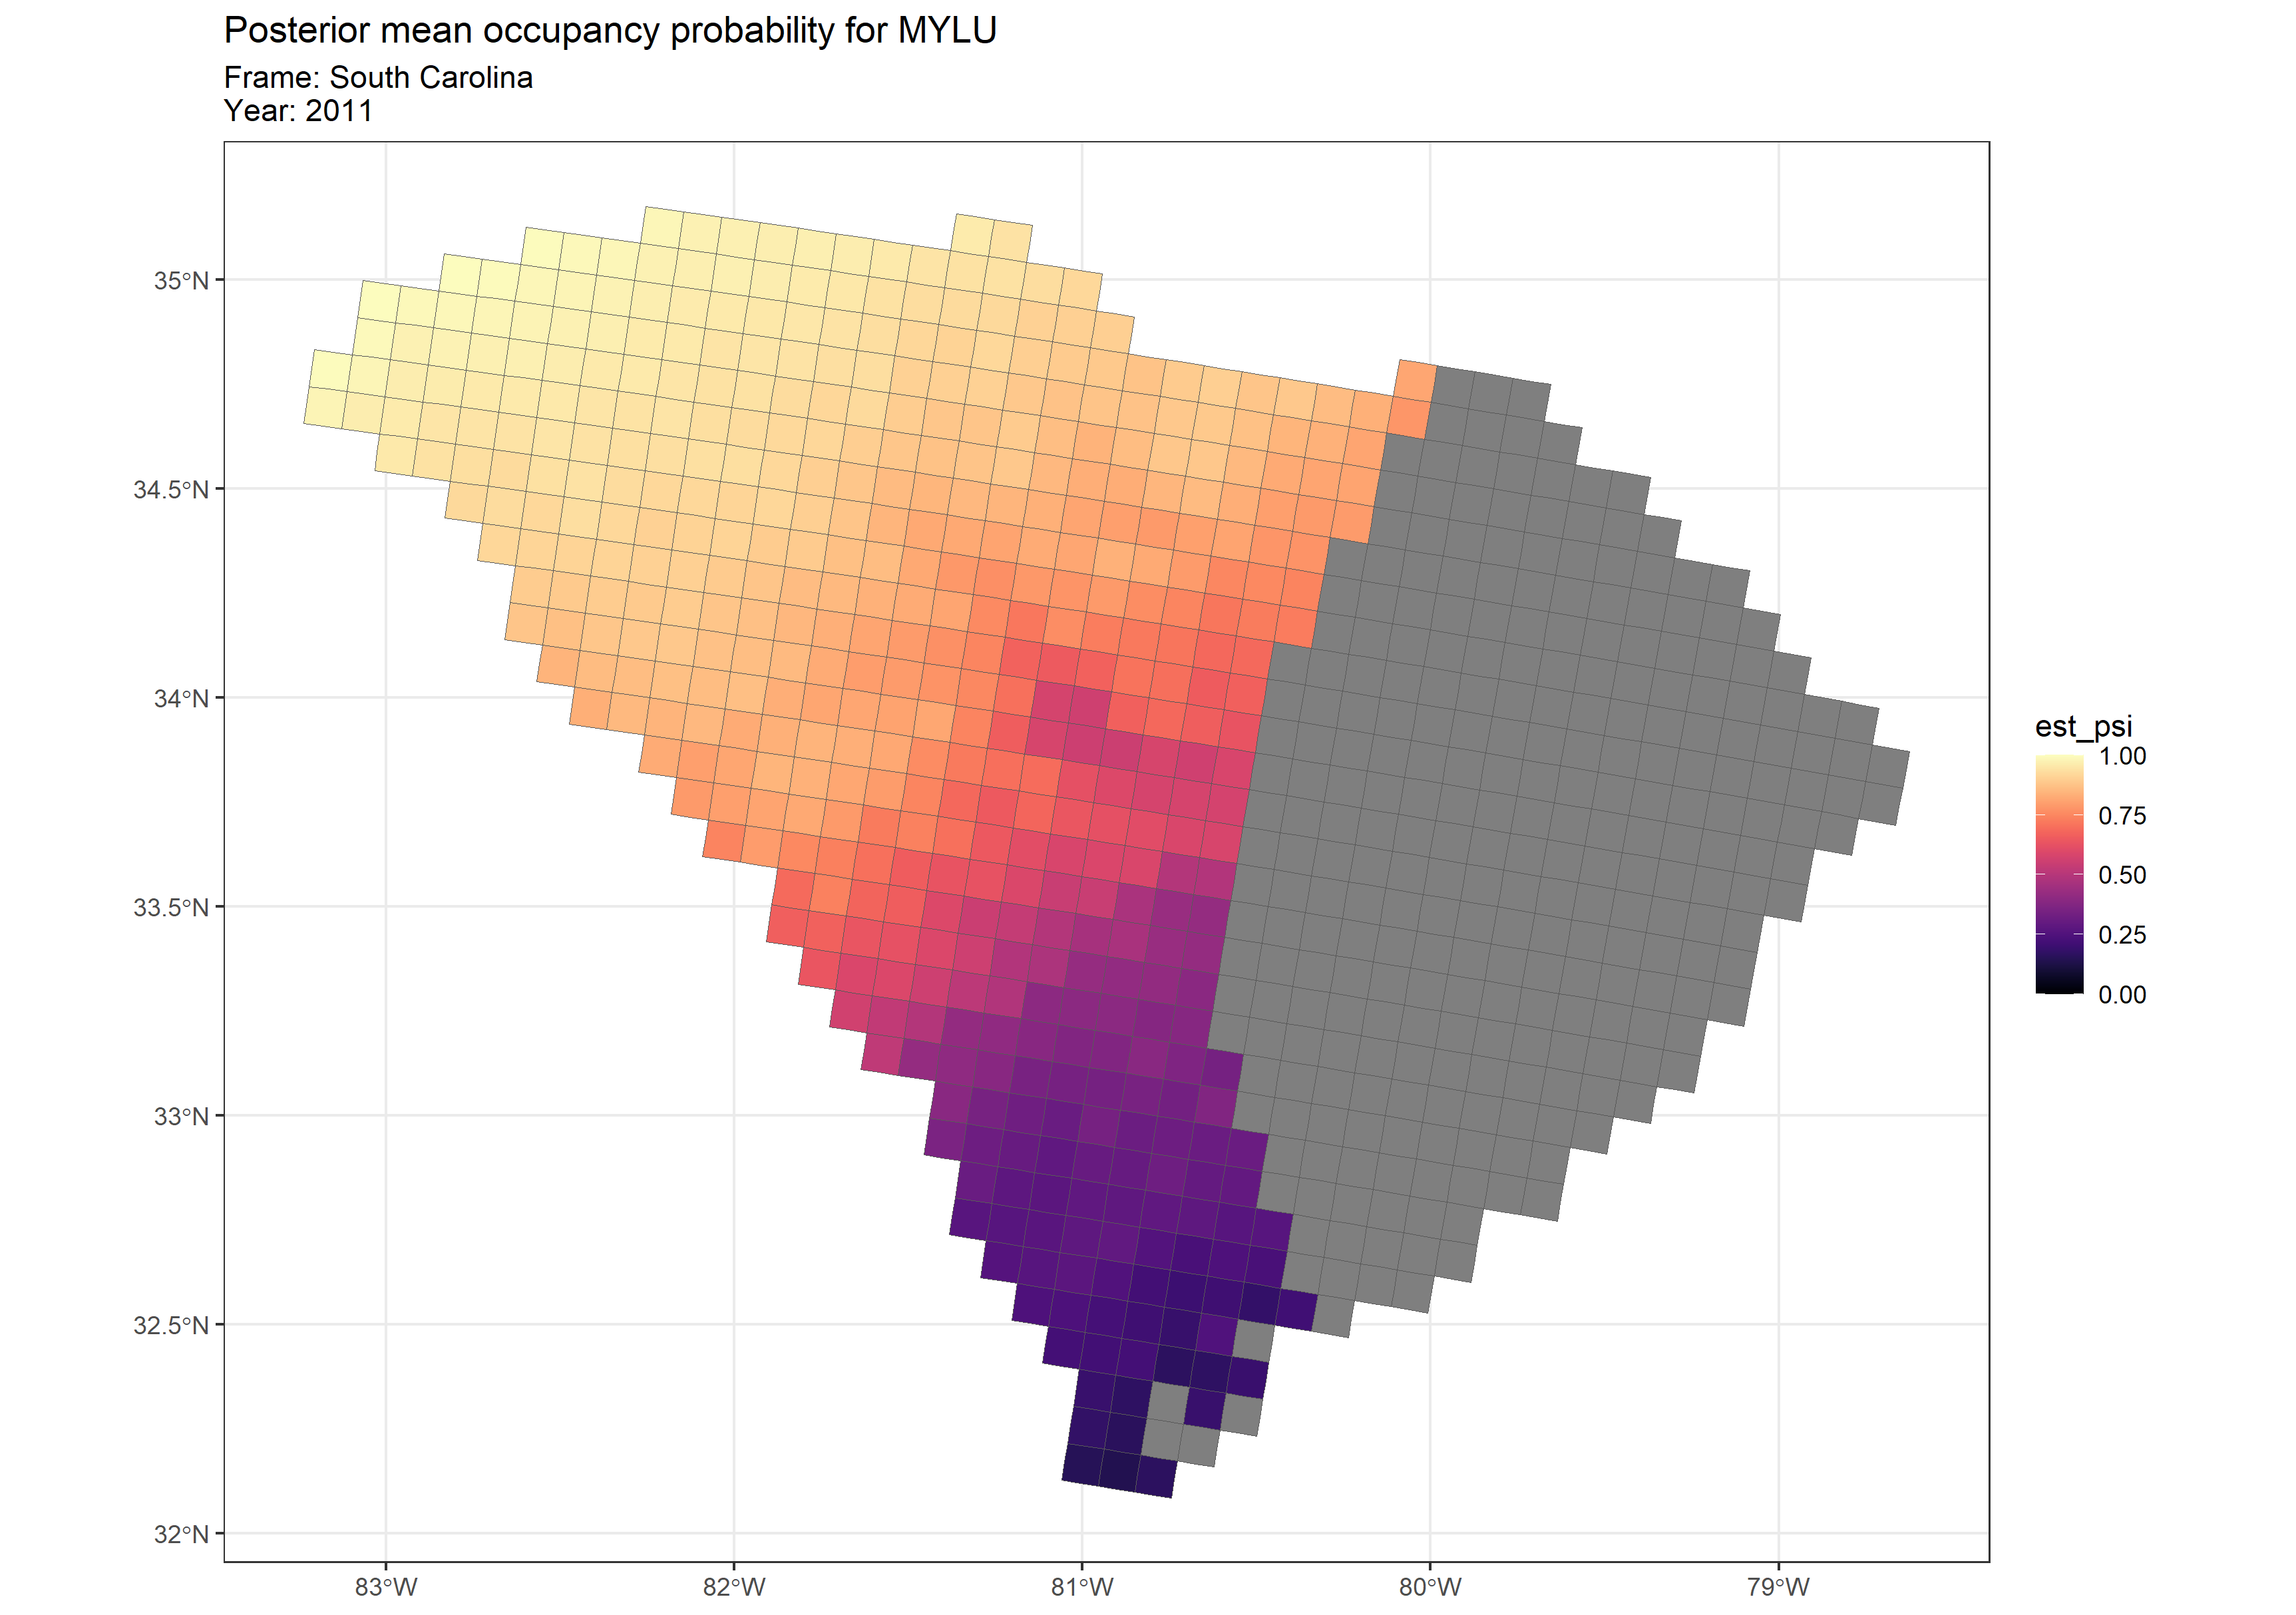 Posterior mean occupancy probability for MYLU
Frame: South Carolina
Year: 2011
35°N
34.5°N
34°N
33.5°N
33°N
32.5°N
32°N
83°W
82°W
81°W
80°W
79°W
est_psi
1.00
0.75
0.50
0.25
0.00